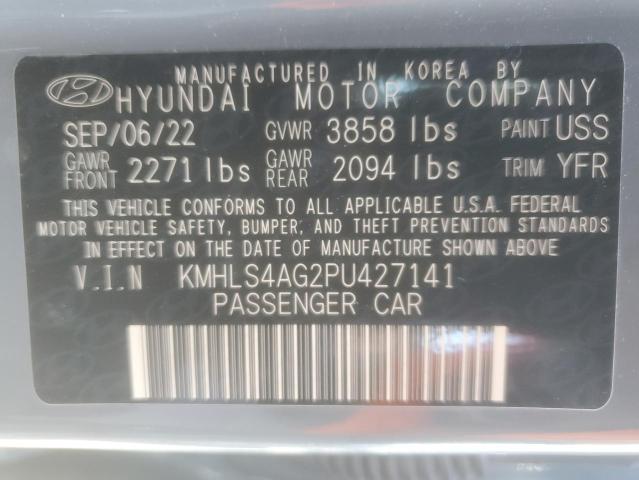 MANUFACTURED IN KOREA BY
HYUNDAI MOTOR COMPANY
SEP/06/22 GVWR 3858 lbs PAINT USS
GAWR FRONT 2271 lbs GAWR REAR 2094 lbs TRIM YFR
THIS VEHICLE CONFORMS TO ALL APPLICABLE U.S.A. FEDERAL
MOTOR VEHICLE SAFETY, BUMPER, AND THEFT PREVENTION STANDARDS
IN EFFECT ON THE DATE OF MANUFACTURE SHOWN ABOVE
V.I.N KMHLS4AG2PU427141
PASSENGER CAR